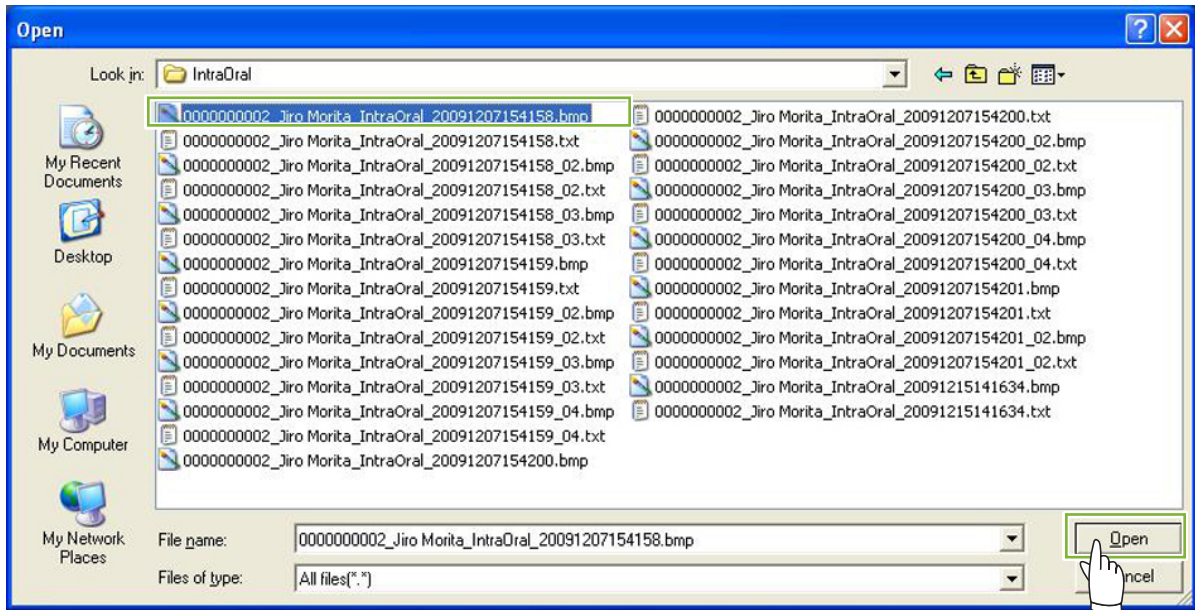 Open
Look in: IntraOral
My Recent
Documents
Desktop
My Documents
My Computer
My Network
Places
0000000002_Jiro Morita_IntraOral_20091207154158.bmp
0000000002_Jiro Morita_IntraOral_20091207154158.txt
0000000002_Jiro Morita_IntraOral_20091207154158_02.bmp
0000000002_Jiro Morita_IntraOral_20091207154158_02.txt
0000000002_Jiro Morita_IntraOral_20091207154158_03.bmp
0000000002_Jiro Morita_IntraOral_20091207154158_03.txt
0000000002_Jiro Morita_IntraOral_20091207154159.bmp
0000000002_Jiro Morita_IntraOral_20091207154159.txt
0000000002_Jiro Morita_IntraOral_20091207154159_02.bmp
0000000002_Jiro Morita_IntraOral_20091207154159_02.txt
0000000002_Jiro Morita_IntraOral_20091207154159_03.bmp
0000000002_Jiro Morita_IntraOral_20091207154159_03.txt
0000000002_Jiro Morita_IntraOral_20091207154159_04.bmp
0000000002_Jiro Morita_IntraOral_20091207154159_04.txt
0000000002_Jiro Morita_IntraOral_20091207154200.bmp
0000000002_Jiro Morita_IntraOral_20091207154200.txt
0000000002_Jiro Morita_IntraOral_20091207154200_02.bmp
0000000002_Jiro Morita_IntraOral_20091207154200_02.txt
0000000002_Jiro Morita_IntraOral_20091207154200_03.bmp
0000000002_Jiro Morita_IntraOral_20091207154200_03.txt
0000000002_Jiro Morita_IntraOral_20091207154200_04.bmp
0000000002_Jiro Morita_IntraOral_20091207154200_04.txt
0000000002_Jiro Morita_IntraOral_20091207154201.bmp
0000000002_Jiro Morita_IntraOral_20091207154201.txt
0000000002_Jiro Morita_IntraOral_20091207154201_02.bmp
0000000002_Jiro Morita_IntraOral_20091207154201_02.txt
0000000002_Jiro Morita_IntraOral_20091215141634.bmp
0000000002_Jiro Morita_IntraOral_20091215141634.txt
File name: 0000000002_Jiro Morita_IntraOral_20091207154158.bmp Open
Files of type: All files(*.*)